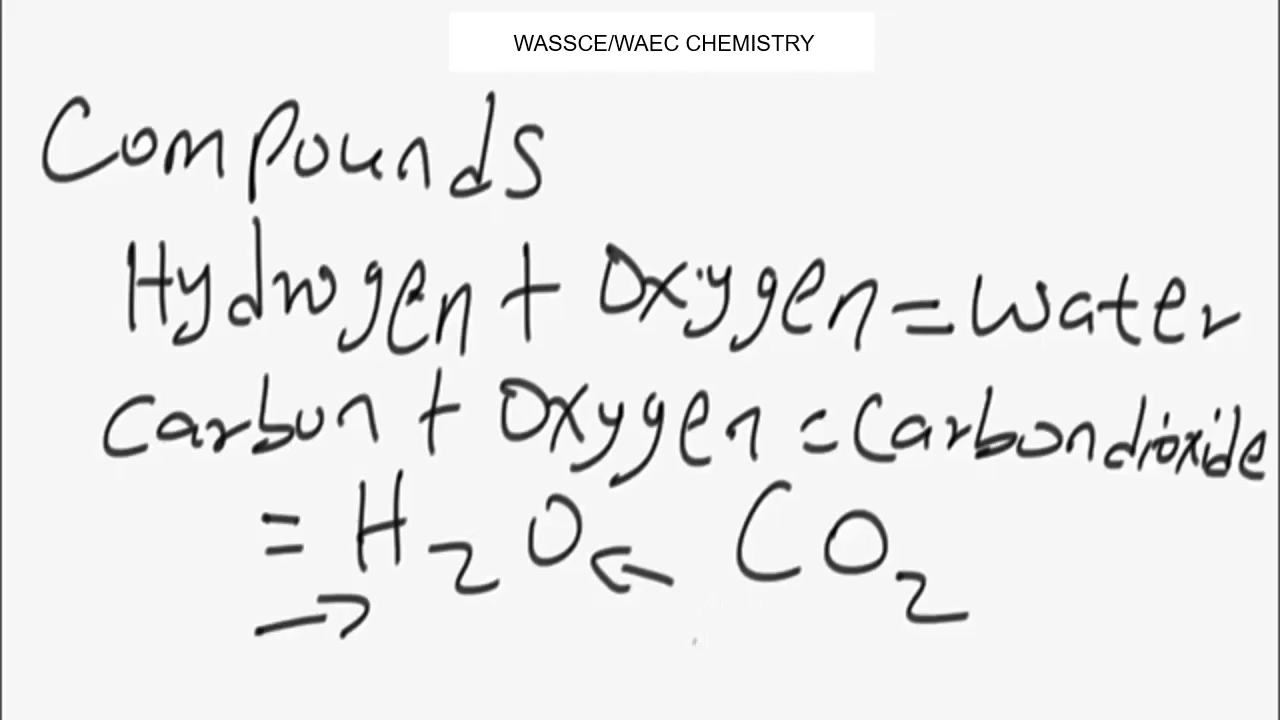 WASSCE/WAEC CHEMISTRY
Compounds
Hydrogen + Oxygen = Water
Carbon + Oxygen = Carbondioxide
= H₂O ← CO₂
→